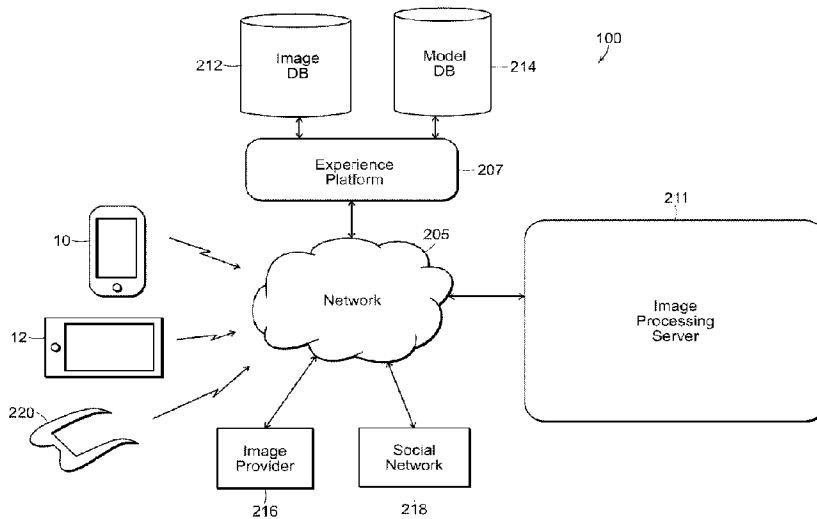 212
Image
DB
Model
DB
214
100
Experience
Platform
207
211
10
205
Network
Image
Processing
Server
12
220
Image
Provider
Social
Network
216
218